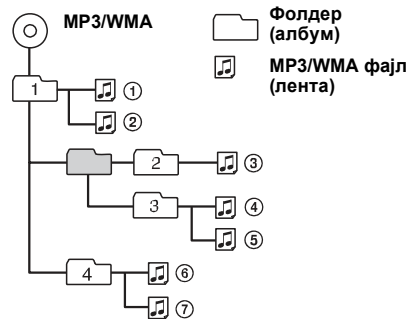 MP3/WMA
Фолдер
(албум)
MP3/WMA фајл
(лента)
1
①
②
2
③
3
④
⑤
4
⑥
⑦